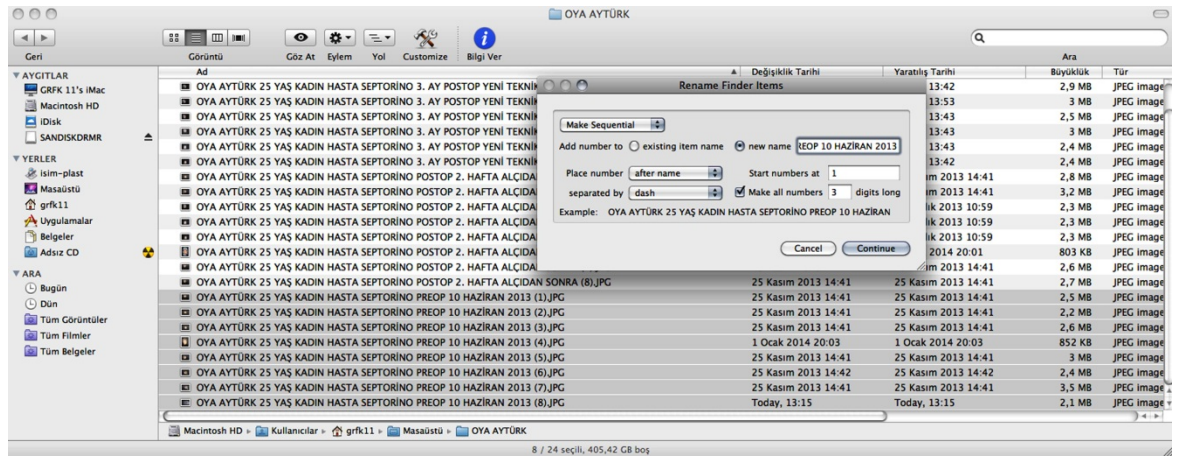 OYA AYTÜRK
Geri Görüntü Göz At Eylem Yol Customize Bilgi Ver Ara
AYGITLAR
GRFK 11's iMac
Macintosh HD
iDisk
SANDISKDRMR
YERLER
isim-plast
Masaüstü
grfk11
Uygulamalar
Belgeler
Adsız CD
ARA
Bugün
Dün
Tüm Görüntüler
Tüm Filmler
Tüm Belgeler
Ad Değişiklik Tarihi Yaratılış Tarihi Büyüklük Tür
OYA AYTÜRK 25 YAŞ KADIN HASTA SEPTORİNO 3. AY POSTOP YENİ 13:42 2,9 MB JPEG image
OYA AYTÜRK 25 YAŞ KADIN HASTA SEPTORİNO 3. AY POSTOP YENİ 13:53 3 MB JPEG image
OYA AYTÜRK 25 YAŞ KADIN HASTA SEPTORİNO 3. AY POSTOP YENİ 13:43 2,5 MB JPEG image
OYA AYTÜRK 25 YAŞ KADIN HASTA SEPTORİNO 3. AY POSTOP YENİ 13:43 3 MB JPEG image
OYA AYTÜRK 25 YAŞ KADIN HASTA SEPTORİNO 3. AY POSTOP YENİ 13:43 2,4 MB JPEG image
OYA AYTÜRK 25 YAŞ KADIN HASTA SEPTORİNO 3. AY POSTOP YENİ 13:42 2,4 MB JPEG image
OYA AYTÜRK 25 YAŞ KADIN HASTA SEPTORİNO POSTOP 2. HAFTA ALÇIDA 2013 14:41 2,8 MB JPEG image
OYA AYTÜRK 25 YAŞ KADIN HASTA SEPTORİNO POSTOP 2. HAFTA ALÇIDA 2013 14:41 3,2 MB JPEG image
OYA AYTÜRK 25 YAŞ KADIN HASTA SEPTORİNO POSTOP 2. HAFTA ALÇIDA 2013 10:59 2,3 MB JPEG image
OYA AYTÜRK 25 YAŞ KADIN HASTA SEPTORİNO POSTOP 2. HAFTA ALÇIDA 2013 10:59 2,3 MB JPEG image
OYA AYTÜRK 25 YAŞ KADIN HASTA SEPTORİNO POSTOP 2. HAFTA ALÇIDA 2013 10:59 2,3 MB JPEG image
OYA AYTÜRK 25 YAŞ KADIN HASTA SEPTORİNO POSTOP 2. HAFTA ALÇIDA 2014 20:01 803 KB JPEG image
OYA AYTÜRK 25 YAŞ KADIN HASTA SEPTORİNO POSTOP 2. HAFTA 2013 14:41 2,6 MB JPEG image
OYA AYTÜRK 25 YAŞ KADIN HASTA SEPTORİNO POSTOP 2. HAFTA ALÇIDAN SONRA (8).JPG 25 Kasım 2013 14:41 25 Kasım 2013 14:41 2,7 MB JPEG image
OYA AYTÜRK 25 YAŞ KADIN HASTA SEPTORİNO PREOP 10 HAZİRAN 2013 (1).JPG 25 Kasım 2013 14:41 25 Kasım 2013 14:41 2,5 MB JPEG image
OYA AYTÜRK 25 YAŞ KADIN HASTA SEPTORİNO PREOP 10 HAZİRAN 2013 (2).JPG 25 Kasım 2013 14:41 25 Kasım 2013 14:41 2,2 MB JPEG image
OYA AYTÜRK 25 YAŞ KADIN HASTA SEPTORİNO PREOP 10 HAZİRAN 2013 (3).JPG 25 Kasım 2013 14:41 25 Kasım 2013 14:41 2,6 MB JPEG image
OYA AYTÜRK 25 YAŞ KADIN HASTA SEPTORİNO PREOP 10 HAZİRAN 2013 (4).JPG 1 Ocak 2014 20:03 1 Ocak 2014 20:03 852 KB JPEG image
OYA AYTÜRK 25 YAŞ KADIN HASTA SEPTORİNO PREOP 10 HAZİRAN 2013 (5).JPG 25 Kasım 2013 14:41 25 Kasım 2013 14:41 3 MB JPEG image
OYA AYTÜRK 25 YAŞ KADIN HASTA SEPTORİNO PREOP 10 HAZİRAN 2013 (6).JPG 25 Kasım 2013 14:42 25 Kasım 2013 14:42 2,4 MB JPEG image
OYA AYTÜRK 25 YAŞ KADIN HASTA SEPTORİNO PREOP 10 HAZİRAN 2013 (7).JPG 25 Kasım 2013 14:41 25 Kasım 2013 14:41 3,5 MB JPEG image
OYA AYTÜRK 25 YAŞ KADIN HASTA SEPTORİNO PREOP 10 HAZİRAN 2013 (8).JPG Today, 13:15 Today, 13:15 2,1 MB JPEG image
Rename Finder Items
Make Sequential
Add number to existing item name new name REOP 10 HAZİRAN 2013
Place number after name Start numbers at 1
separated by dash Make all numbers 3 digits long
Example: OYA AYTÜRK 25 YAŞ KADIN HASTA SEPTORİNO PREOP 10 HAZİRAN
Cancel Continue
Macintosh HD Kullanıcılar grfk11 Masaüstü OYA AYTÜRK
8 / 24 seçili, 405,42 GB boş